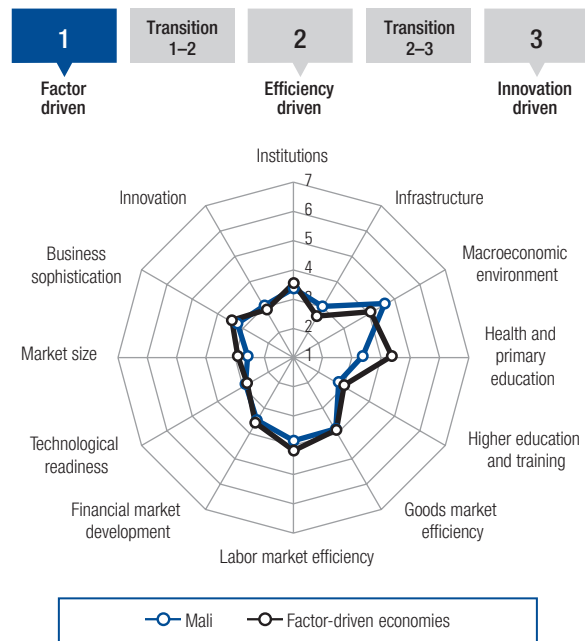 1
Transition
1–2
2
Transition
2–3
3
Factor
driven
Efficiency
driven
Innovation
driven
Institutions
7
Innovation
Infrastructure
6
5
Business
sophistication
Macroeconomic
environment
4
3
2
Market size
1
Health and
primary
education
Technological
readiness
Higher education
and training
Financial market
development
Goods market
efficiency
Labor market efficiency
Mali
Factor-driven economies